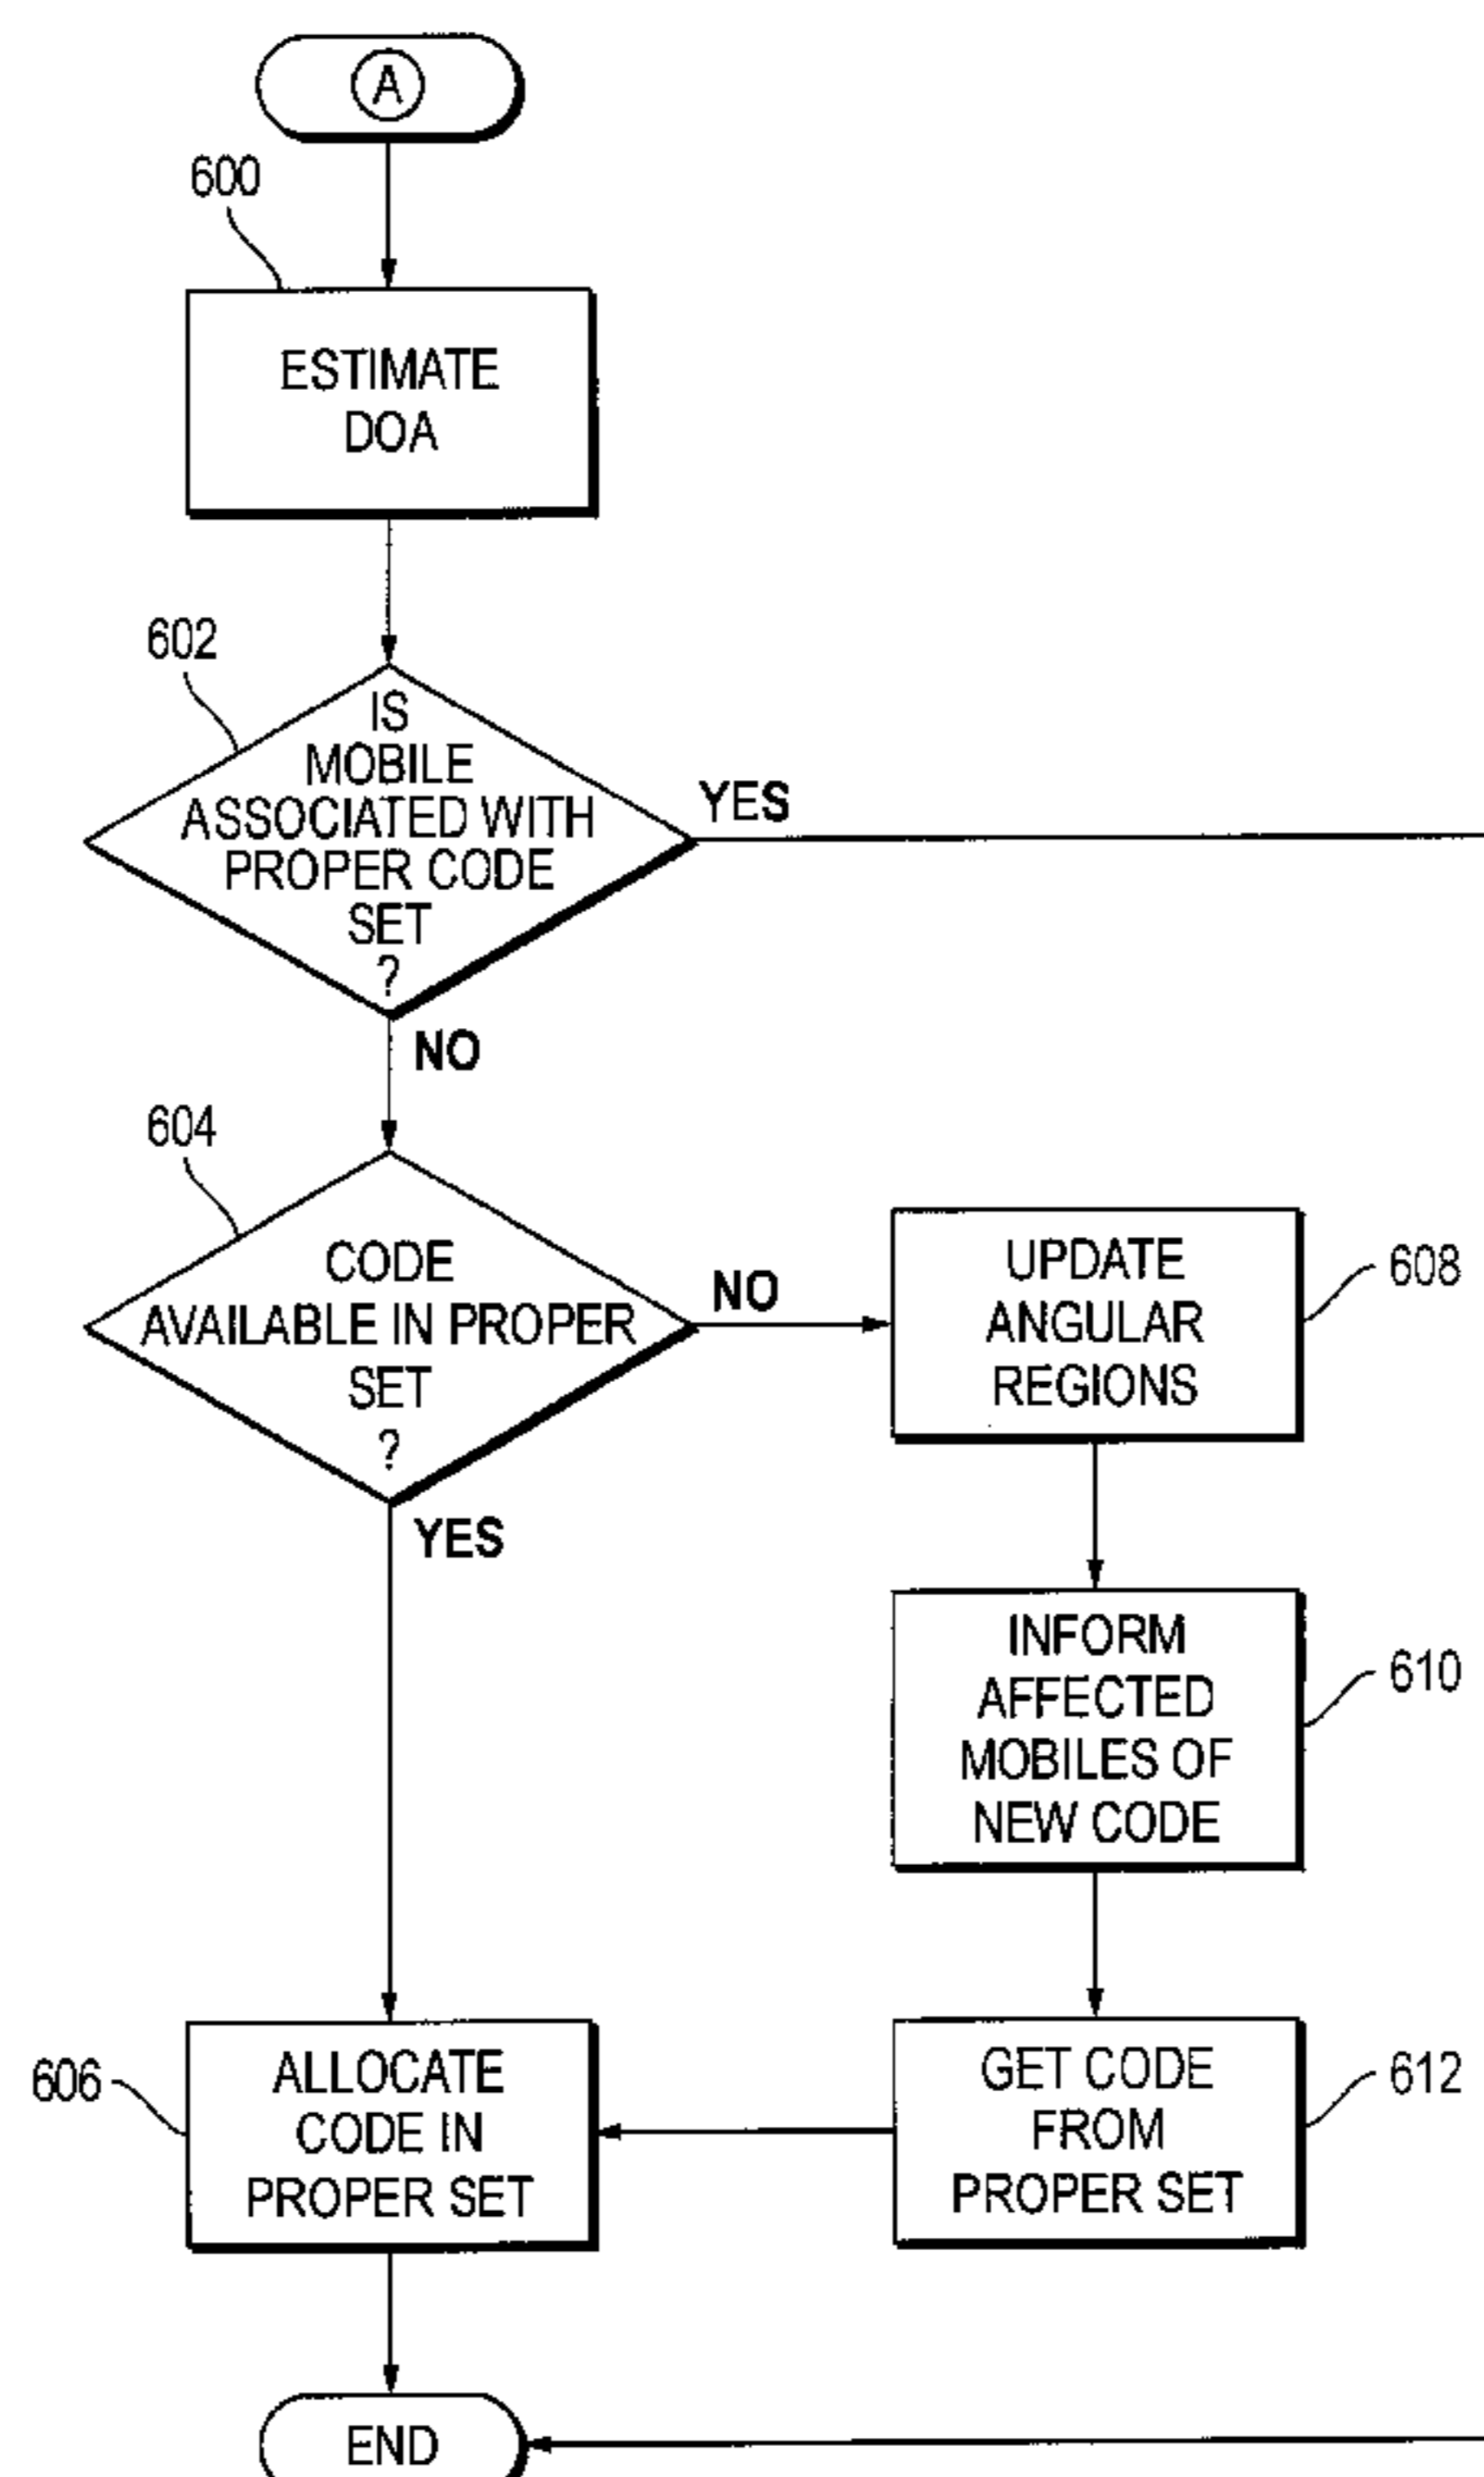 A
600
ESTIMATE
DOA
602
IS
MOBILE
ASSOCIATED WITH
PROPER CODE
SET
?
YES
NO
604
CODE
AVAILABLE IN PROPER
SET
?
NO
YES
UPDATE
ANGULAR
REGIONS
608
INFORM
AFFECTED
MOBILES OF
NEW CODE
610
606
ALLOCATE
CODE IN
PROPER SET
GET CODE
FROM
PROPER SET
612
END